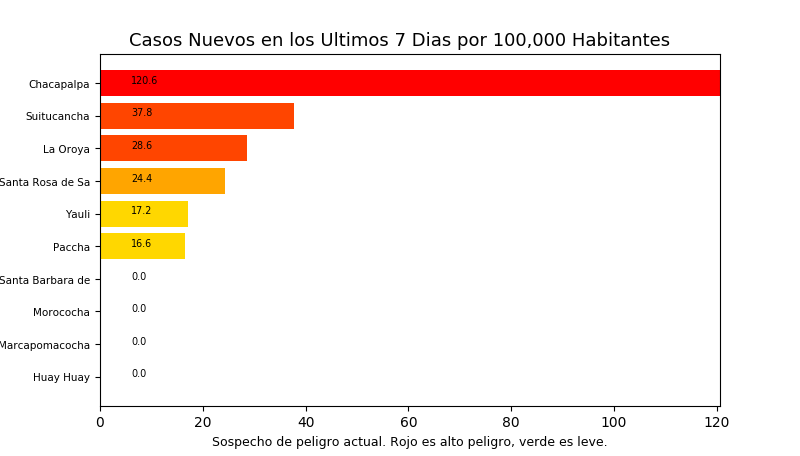 Casos Nuevos en los Ultimos 7 Dias por 100,000 Habitantes
Chacapalpa 120.6
Suitucancha 37.8
La Oroya 28.6
Santa Rosa de Sa 24.4
Yauli 17.2
Paccha 16.6
Santa Barbara de 0.0
Morococha 0.0
Marcapomacocha 0.0
Huay Huay 0.0
0 20 40 60 80 100 120
Sospecho de peligro actual. Rojo es alto peligro, verde es leve.